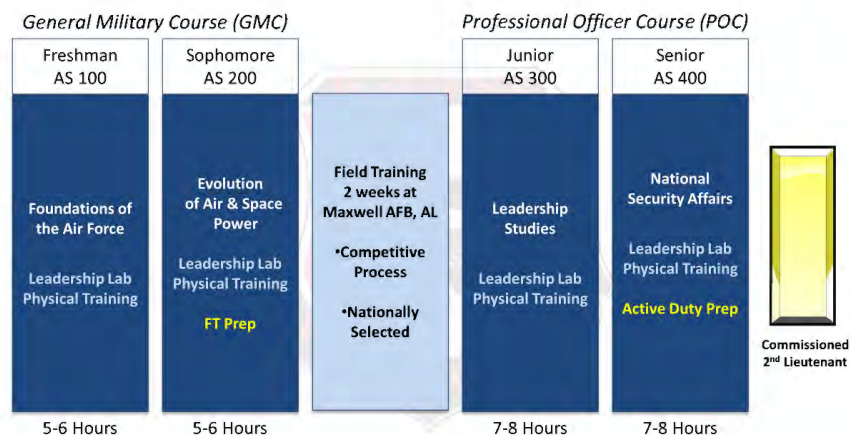 General Military Course (GMC)
Professional Officer Course (POC)
Freshman
AS 100
Sophomore
AS 200
Junior
AS 300
Senior
AS 400
Foundations of
the Air Force
Leadership Lab
Physical Training
Evolution
of Air & Space
Power
Leadership Lab
Physical Training
FT Prep
Field Training
2 weeks at
Maxwell AFB, AL
•Competitive
Process
•Nationally
Selected
Leadership
Studies
Leadership Lab
Physical Training
National
Security Affairs
Leadership Lab
Physical Training
Active Duty Prep
Commissioned
2nd Lieutenant
5-6 Hours
5-6 Hours
7-8 Hours
7-8 Hours